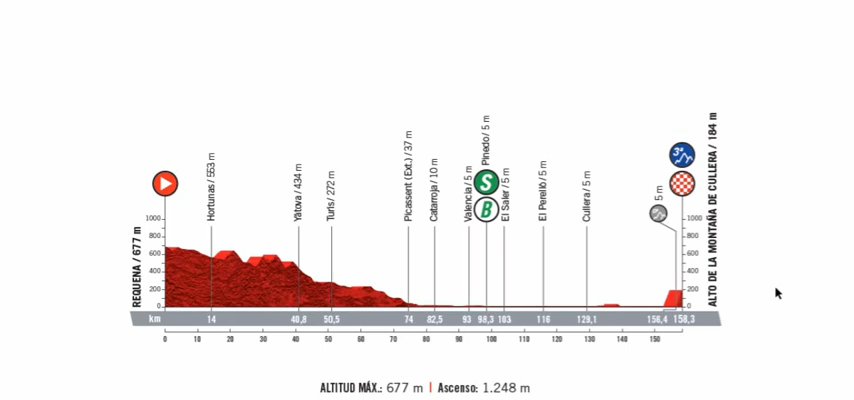 REQUENA / 677 m
Hortunas / 553 m
Yátova / 434 m
Turís / 272 m
Picassent (Ext.) / 37 m
Catarroja / 10 m
Valencia / 5 m
Pinedo / 5 m
S
B
El Saler / 5 m
El Perelló / 5 m
Cullera / 5 m
5 m
3ª
ALTO DE LA MONTAÑA DE CULLERA / 184 m
1000
800
600
400
200
0
1000
800
600
400
200
0
km 14 40,8 50,5 74 82,5 93 98,3 103 116 129,1 156,4 158,3
0 10 20 30 40 50 60 70 80 90 100 110 120 130 140 150
ALTITUD MÁX.: 677 m | Ascenso: 1.248 m